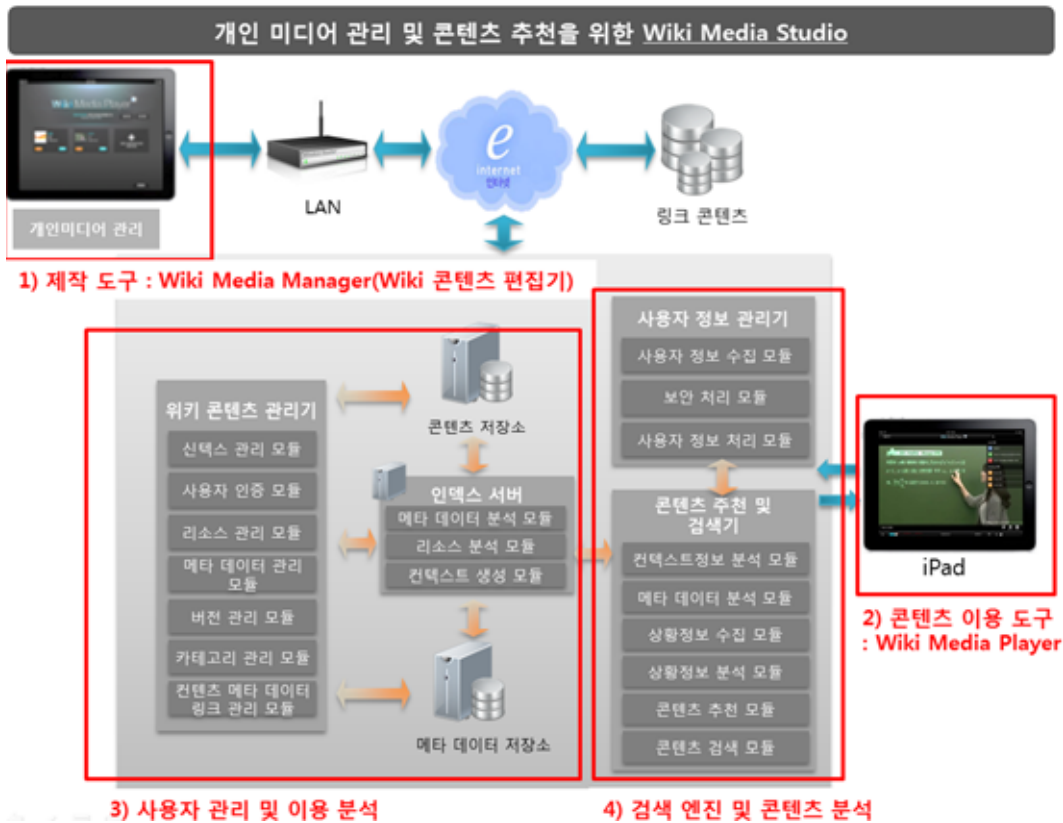 개인 미디어 관리 및 콘텐츠 추천을 위한 Wiki Media Studio
Wiki Media Player
개인미디어 관리
LAN
e
internet
인터넷
링크 콘텐츠
1) 제작 도구 : Wiki Media Manager(Wiki 콘텐츠 편집기)
위키 콘텐츠 관리기
신텍스 관리 모듈
사용자 인증 모듈
리소스 관리 모듈
메타 데이터 관리
모듈
버전 관리 모듈
카테고리 관리 모듈
컨텐츠 메타 데이터
링크 관리 모듈
콘텐츠 저장소
인덱스 서버
메타 데이터 분석 모듈
리소스 분석 모듈
컨텍스트 생성 모듈
메타 데이터 저장소
사용자 정보 관리기
사용자 정보 수집 모듈
보안 처리 모듈
사용자 정보 처리 모듈
콘텐츠 추천 및
검색기
컨텍스트정보 분석 모듈
메타 데이터 분석 모듈
상황정보 수집 모듈
상황정보 분석 모듈
콘텐츠 추천 모듈
콘텐츠 검색 모듈
iPad
2) 콘텐츠 이용 도구
: Wiki Media Player
3) 사용자 관리 및 이용 분석
4) 검색 엔진 및 콘텐츠 분석